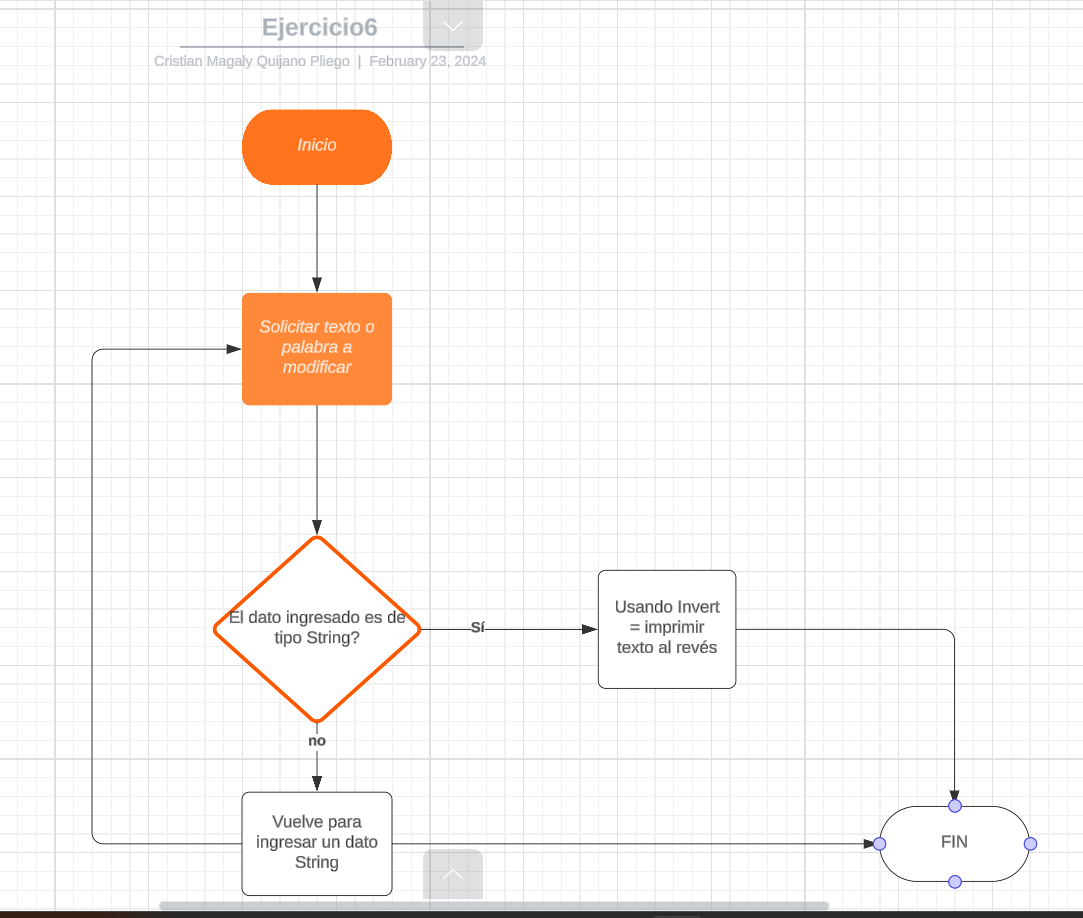 Ejercicio6
Cristian Magaly Quijano Pliego | February 23, 2024
Inicio
Solicitar texto o
palabra a
modificar
El dato ingresado es de
tipo String?
Sí
Usando Invert
= imprimir
texto al revés
no
Vuelve para
ingresar un dato
String
FIN